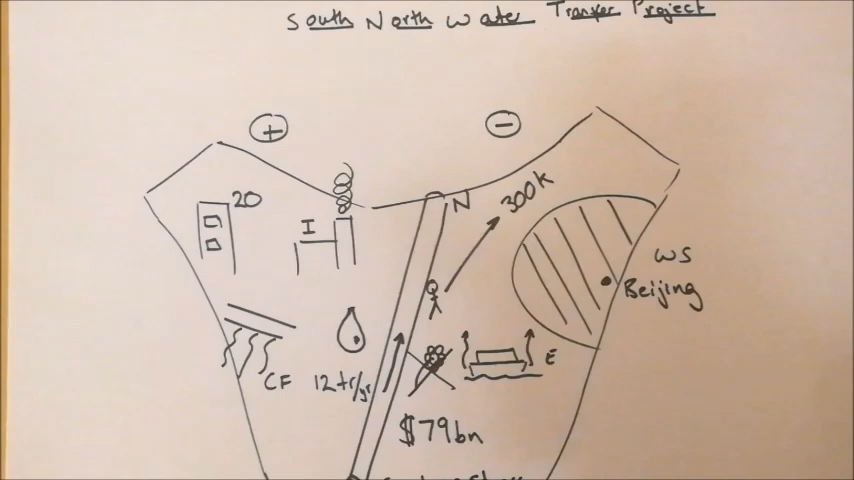 South North Water Transfer Project
+
−
20
I
N
300k
WS
Beijing
CF
12tr/yr
E
$79bn